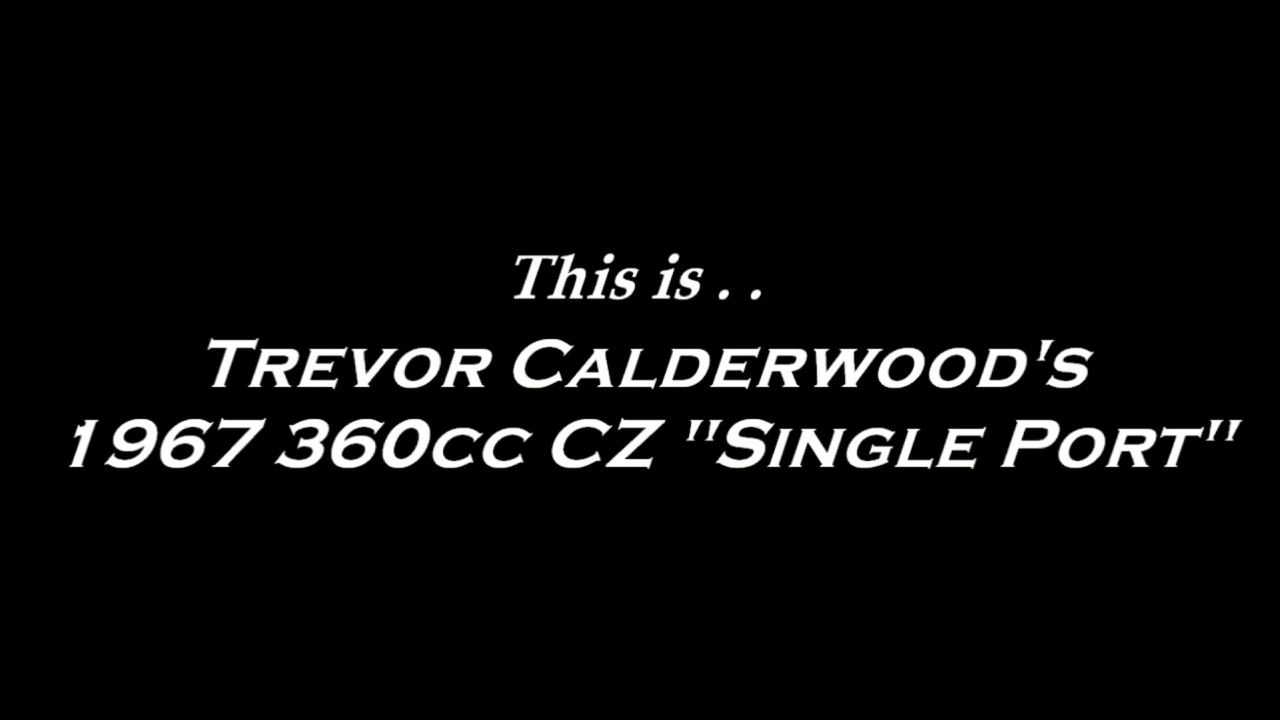 This is . .
Trevor Calderwood's
1967 360cc CZ "Single Port"